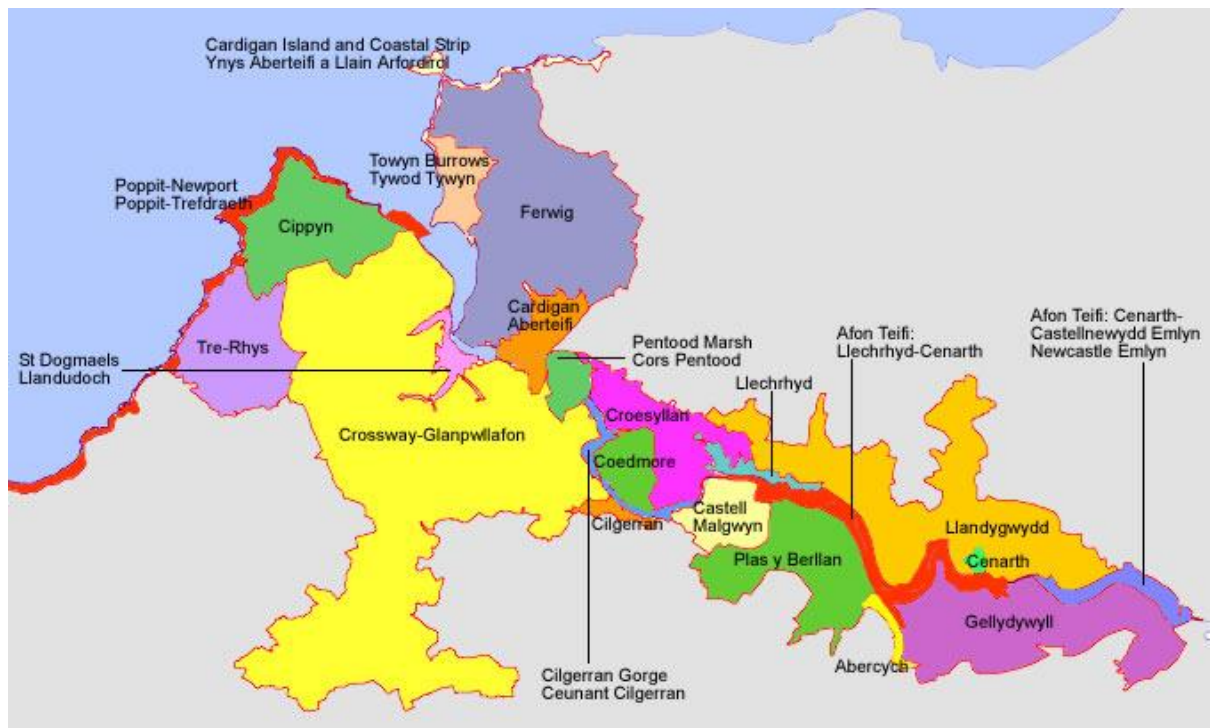 Cardigan Island and Coastal Strip
Ynys Aberteifi a Llain Arfordirol
Towyn Burrows
Tywod Tywyn
Poppit-Newport
Poppit-Trefdraeth
Cippyn
Ferwig
Cardigan
Aberteifi
Tre-Rhys
St Dogmaels
Llandudoch
Pentood Marsh
Cors Pentood
Afon Teifi:
Llechrhyd-Cenarth
Afon Teifi: Cenarth-
Castellnewydd Emlyn
Newcastle Emlyn
Llechrhyd
Croesyllan
Crossway-Glanpwllafon
Coedmore
Cilgerran
Castell
Malgwyn
Llandygwydd
Cenarth
Plas y Berllan
Gellydywyll
Abercych
Cilgerran Gorge
Ceunant Cilgerran